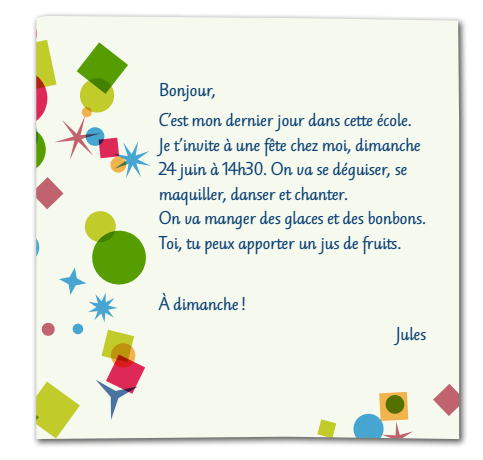 Bonjour,
C'est mon dernier jour dans cette école.
Je t'invite à une fête chez moi, dimanche
24 juin à 14h30. On va se déguiser, se
maquiller, danser et chanter.
On va manger des glaces et des bonbons.
Toi, tu peux apporter un jus de fruits.
À dimanche !
Jules